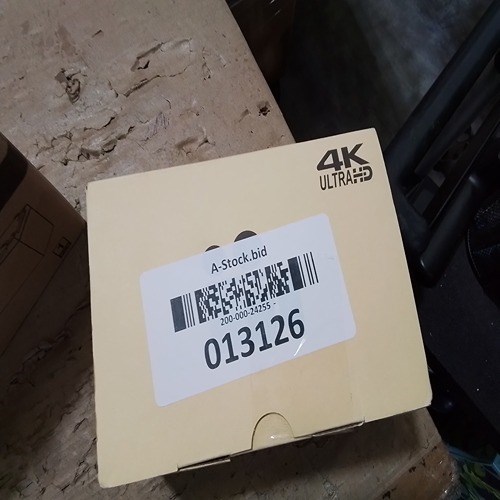 4K
ULTRA HD
A-Stock.bid
200-000-24255 -
013126